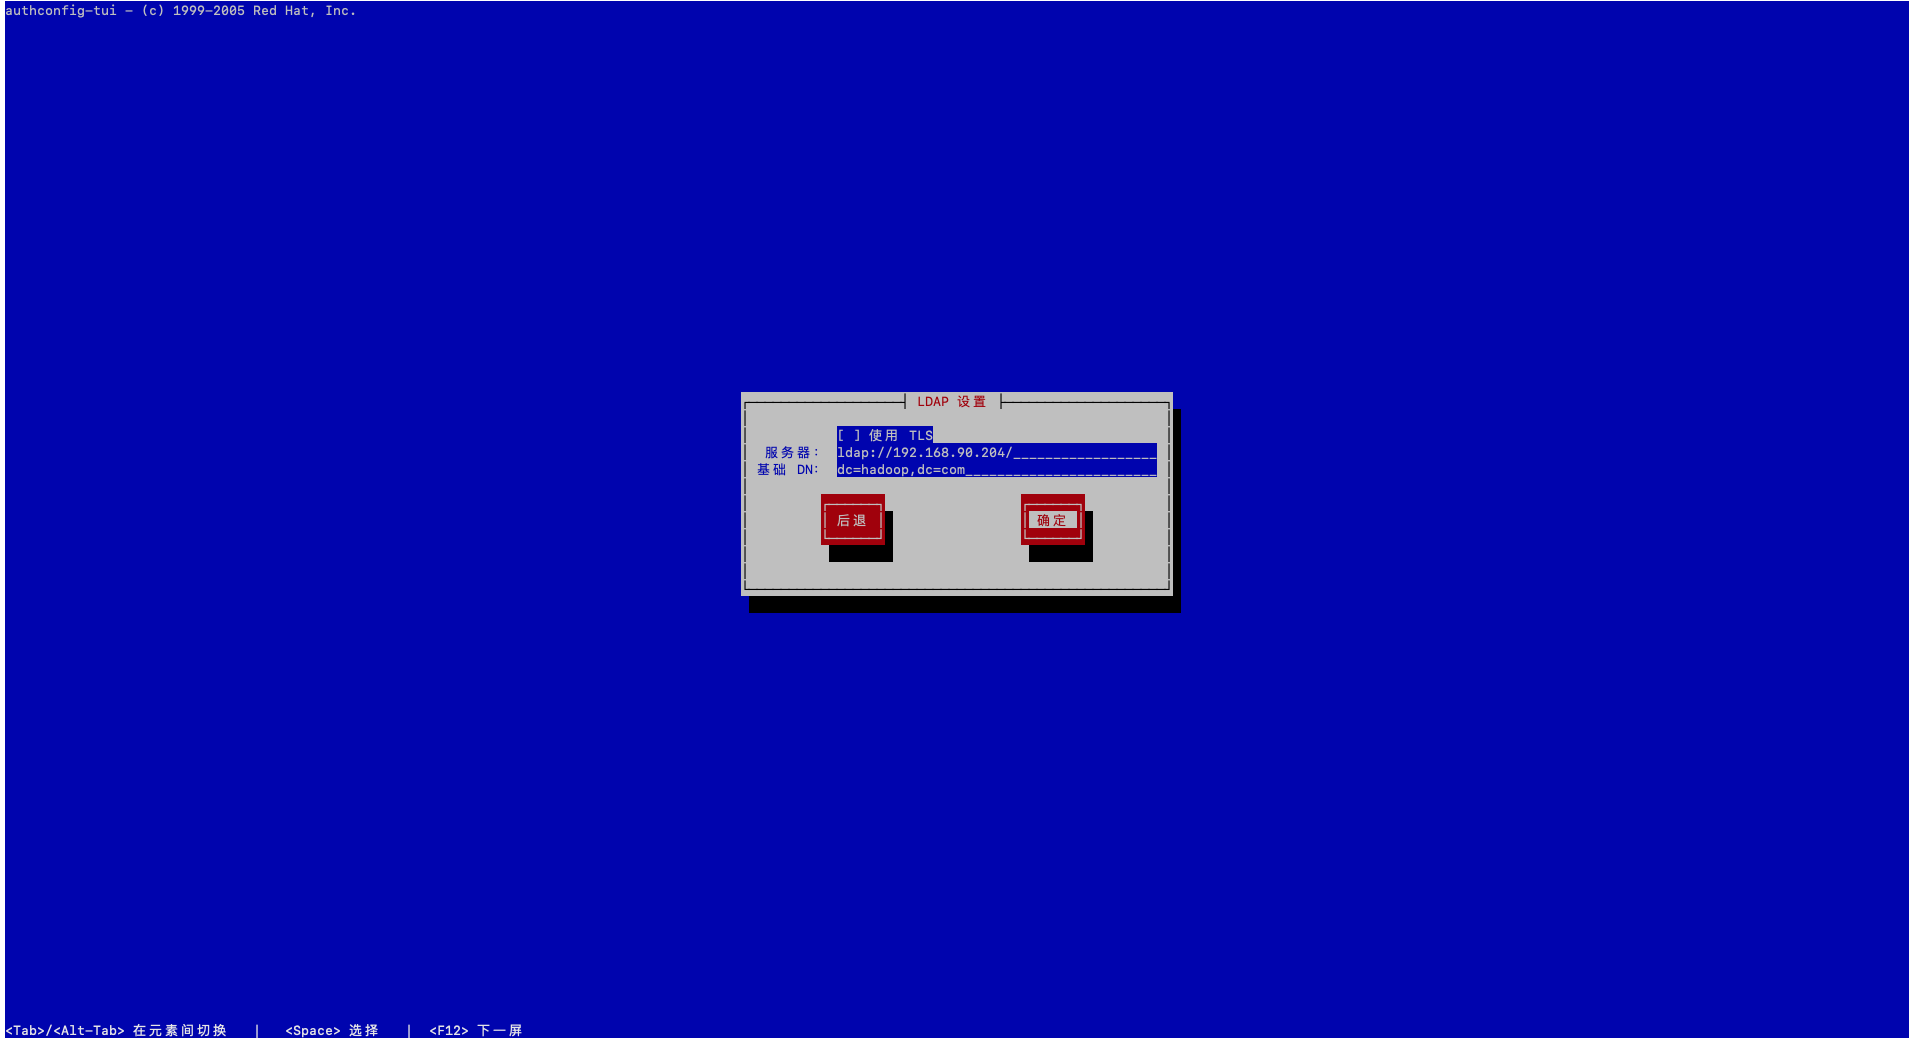 authconfig-tui - (c) 1999-2005 Red Hat, Inc.
LDAP 设置
[ ] 使用 TLS
服务器： ldap://192.168.90.204/__________________
基础 DN： dc=hadoop,dc=com________________________
后退 确定
<Tab>/<Alt-Tab> 在元素间切换 | <Space> 选择 | <F12> 下一屏